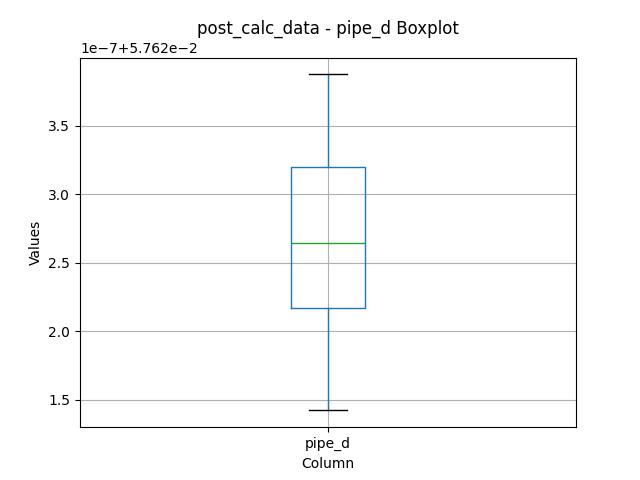 post_calc_data - pipe_d Boxplot
1e−7+5.762e−2
3.5
3.0
2.5
2.0
1.5
Values
pipe_d
Column